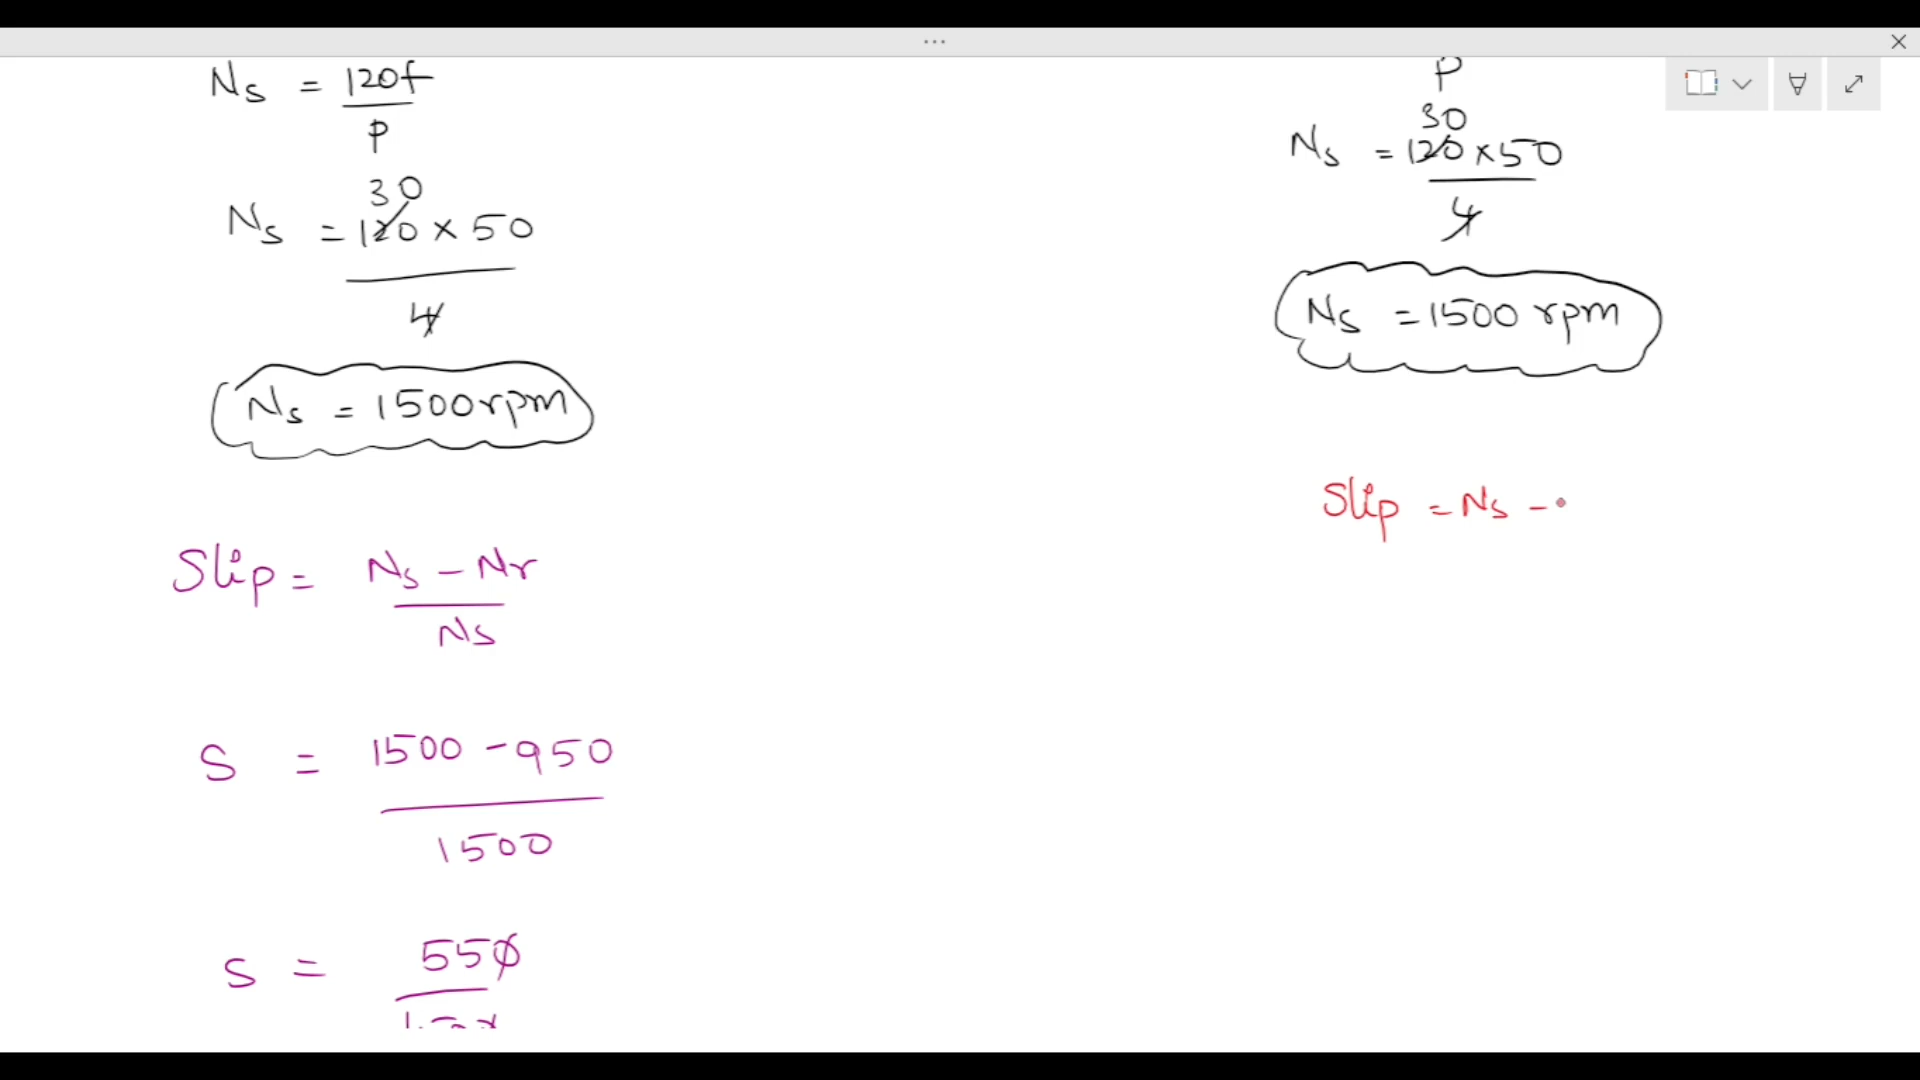 Ns = 120f
P
30
Ns = 120 x 50
4
Ns = 1500rpm
Slip = Ns - Nr
Ns
S = 1500 - 950
1500
S = 550
P
30
Ns = 120 x 50
4
Ns = 1500 rpm
Slip = Ns -